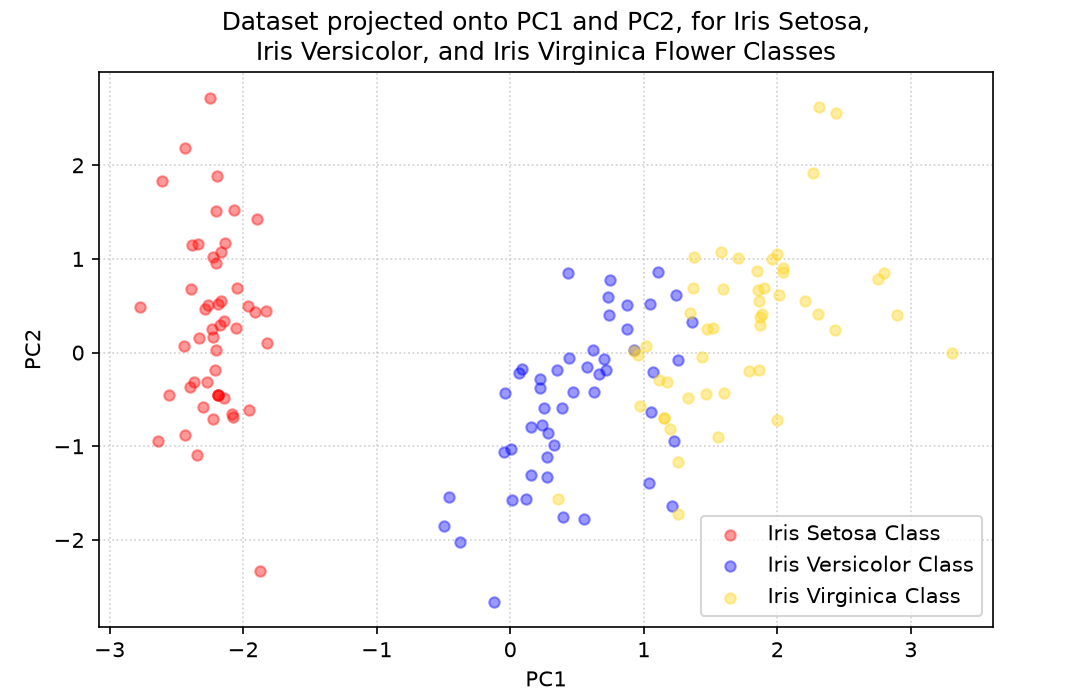 Dataset projected onto PC1 and PC2, for Iris Setosa,
Iris Versicolor, and Iris Virginica Flower Classes
PC2
2
1
0
−1
−2
Iris Setosa Class
Iris Versicolor Class
Iris Virginica Class
−3 −2 −1 0 1 2 3
PC1